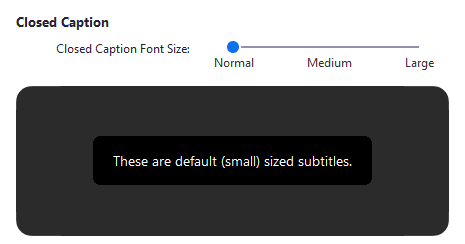 Closed Caption
Closed Caption Font Size:
Normal Medium Large
These are default (small) sized subtitles.